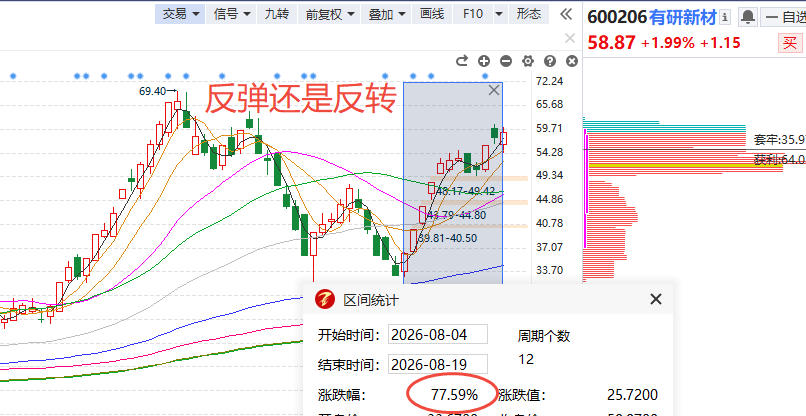 交易 信号 九转 前复权 叠加 画线 F10 形态
600206 有研新材
自选
58.87 +1.99% +1.15
买
69.40
反弹还是反转
72.24
65.68
59.71
54.28
49.34
44.86
40.78
37.07
33.70
48.17-49.42
43.79-44.80
39.81-40.50
套牢:35.9
获利:64.0
区间统计
开始时间: 2026-08-04 周期个数
结束时间: 2026-08-19 12
涨跌幅: 77.59% 涨跌值: 25.7200